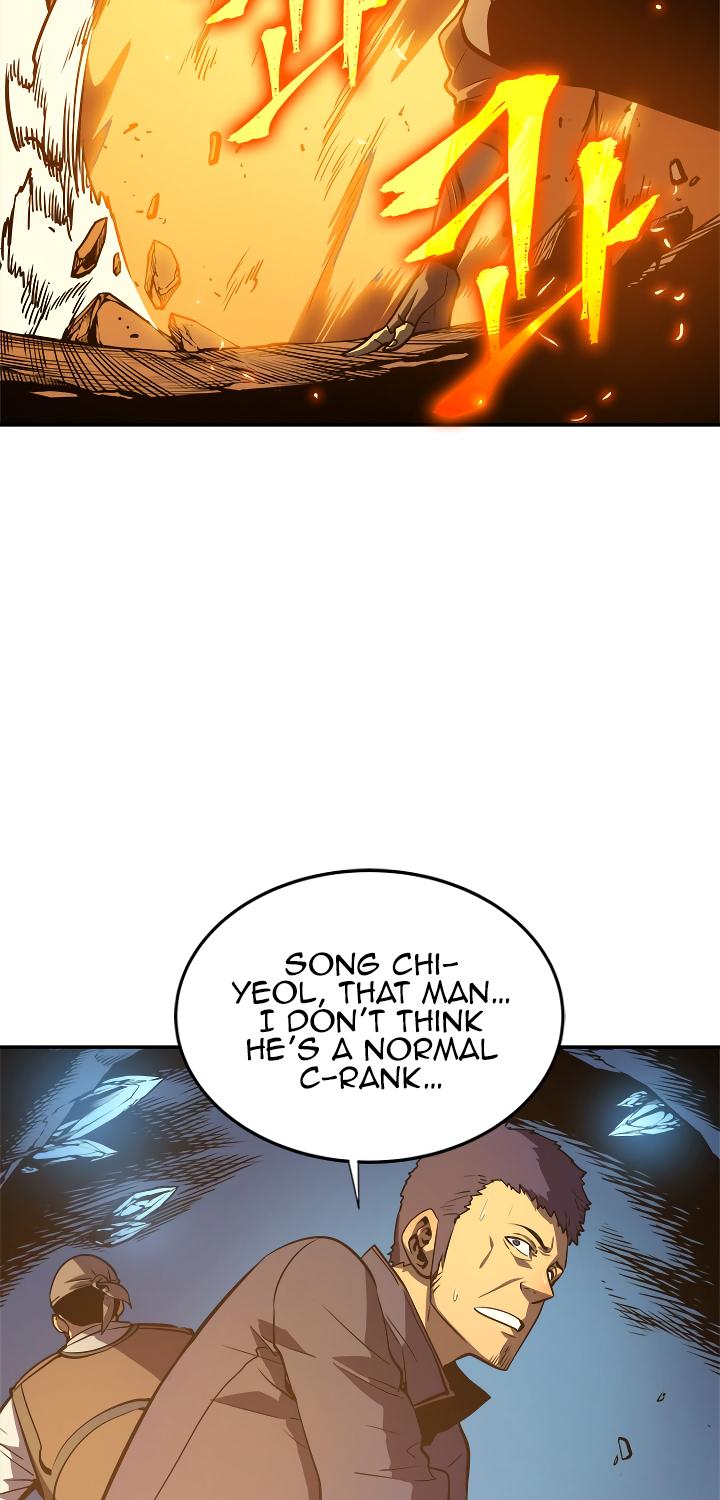 콰
콰
SONG CHI-
YEOL, THAT MAN...
I DON'T THINK
HE'S A NORMAL
C-RANK...